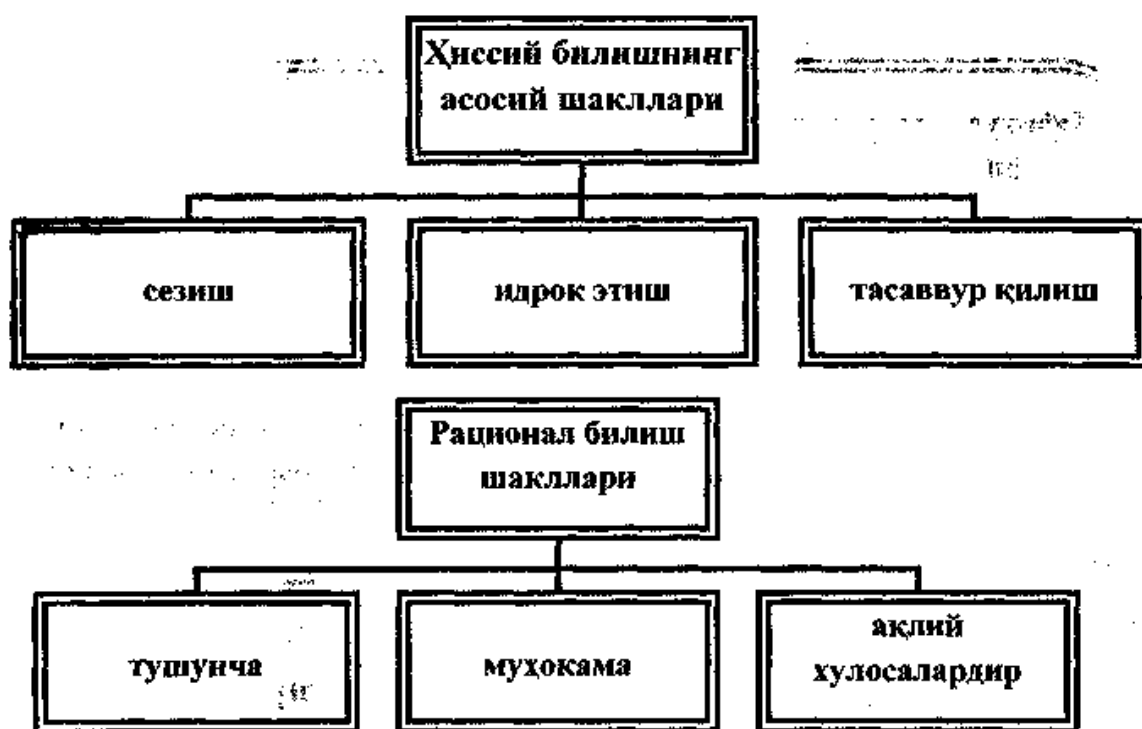 Ҳиссий билишнинг
асосий шакллари
сезиш
идрок этиш
тасаввур қилиш
Рационал билиш
шакллари
тушунча
муҳокама
ақлий
хулосалардир